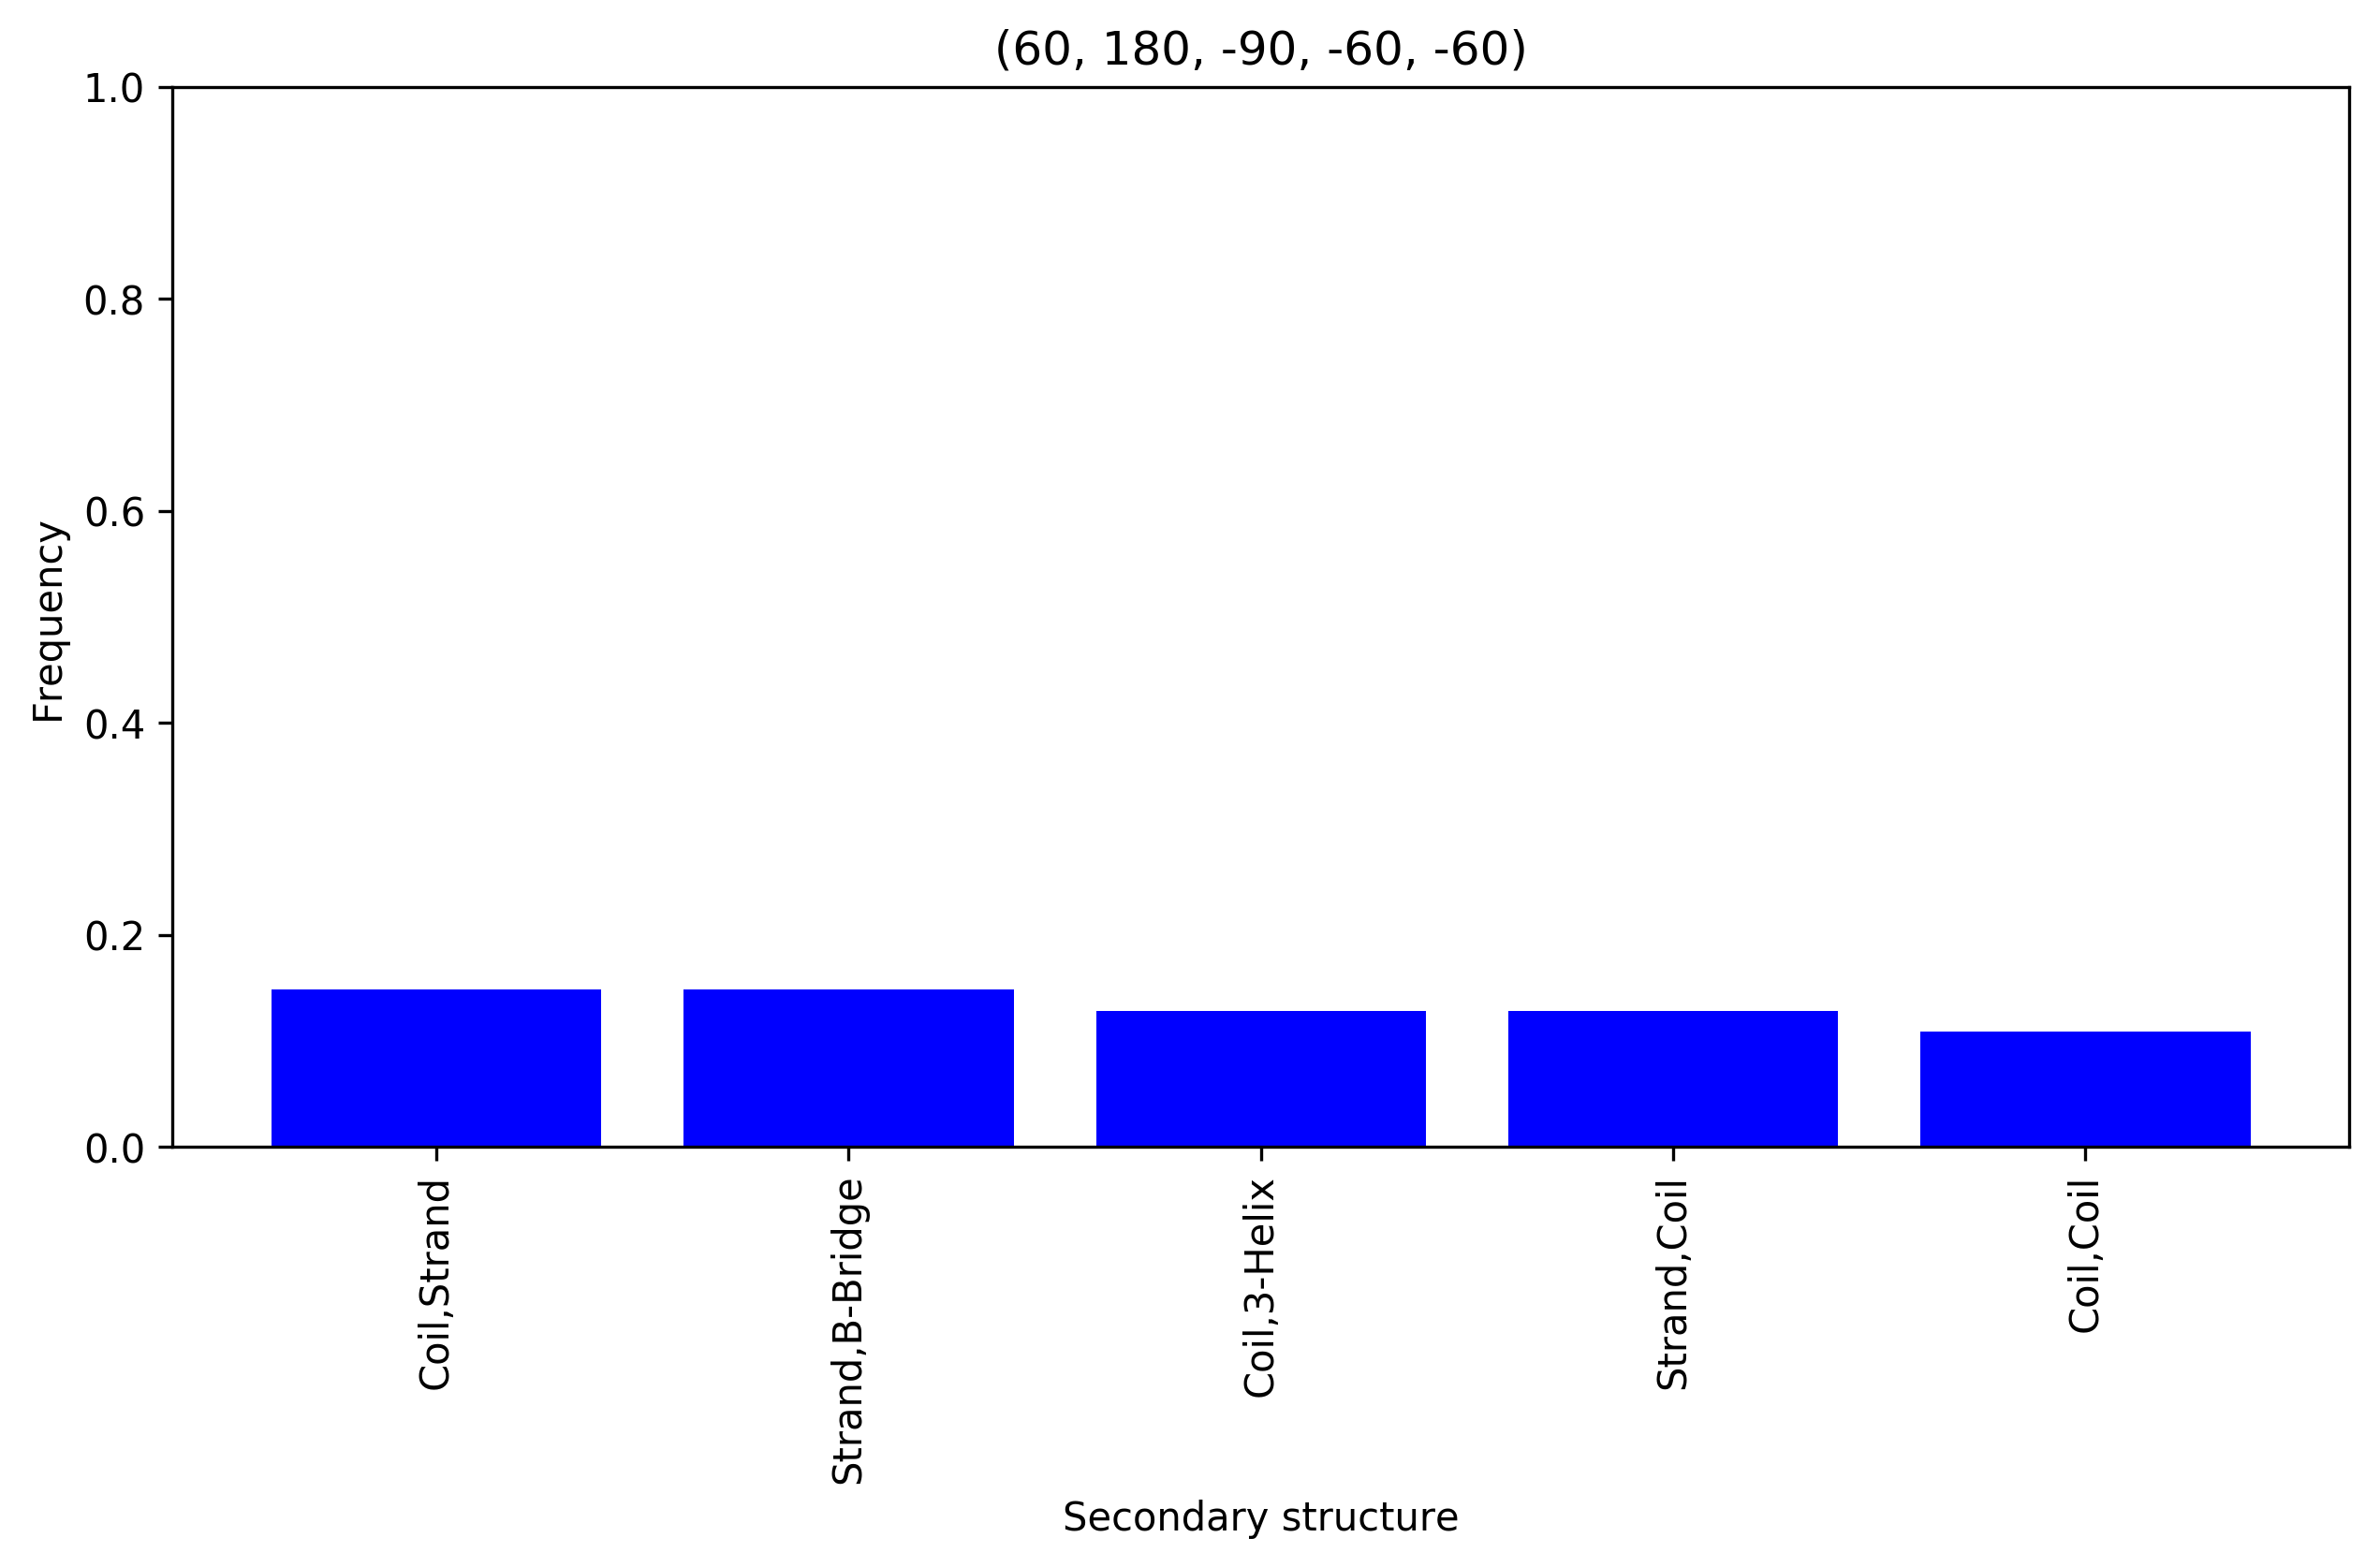 (60, 180, -90, -60, -60)
1.0
0.8
0.6
0.4
0.2
0.0
Frequency
Coil,Strand
Strand,B-Bridge
Coil,3-Helix
Strand,Coil
Coil,Coil
Secondary structure